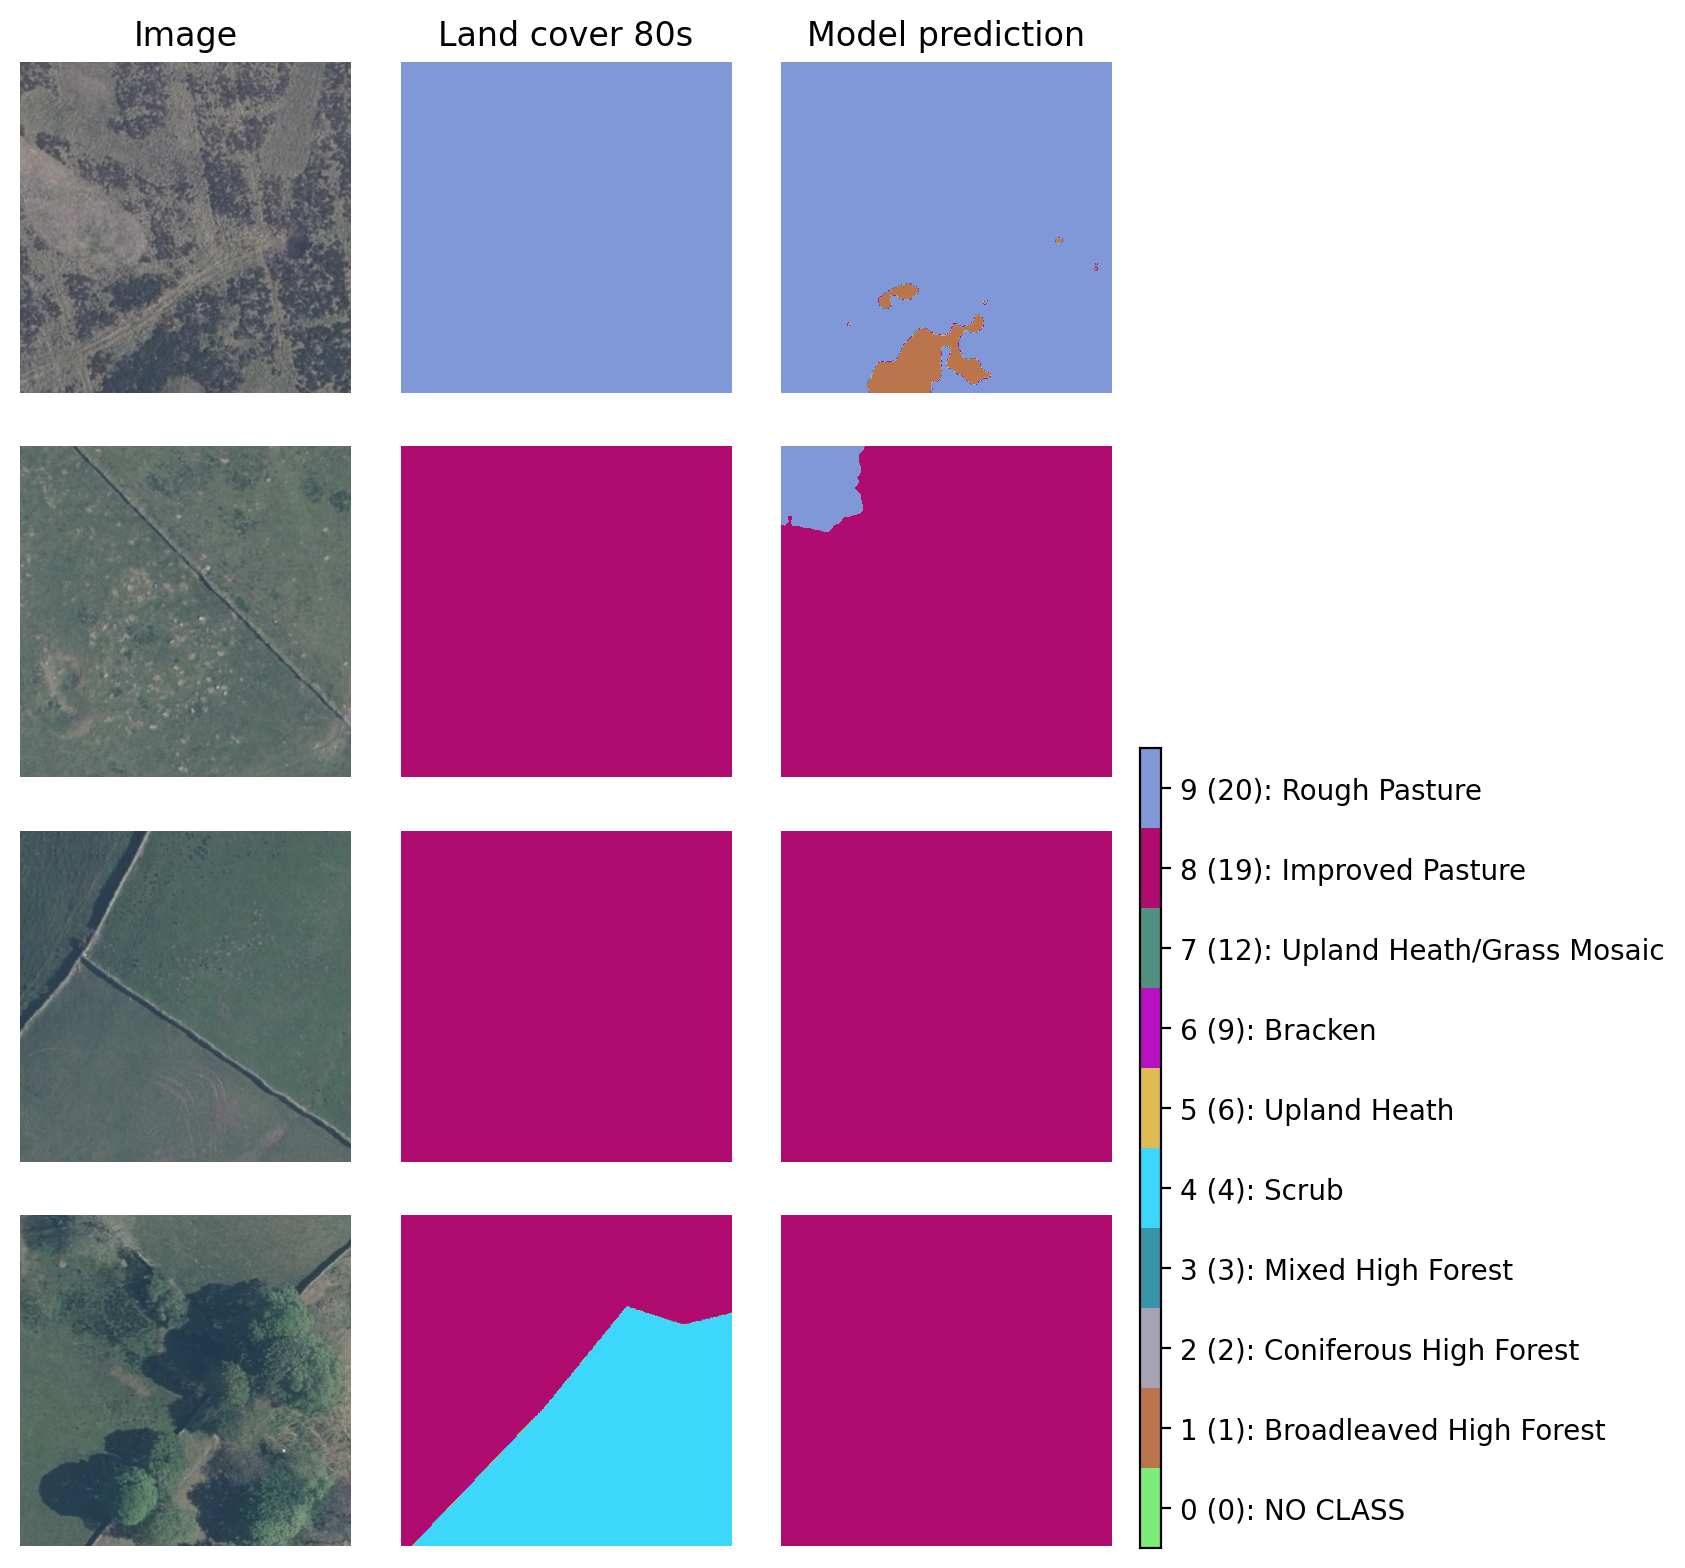 Image
Land cover 80s
Model prediction
9 (20): Rough Pasture
8 (19): Improved Pasture
7 (12): Upland Heath/Grass Mosaic
6 (9): Bracken
5 (6): Upland Heath
4 (4): Scrub
3 (3): Mixed High Forest
2 (2): Coniferous High Forest
1 (1): Broadleaved High Forest
0 (0): NO CLASS